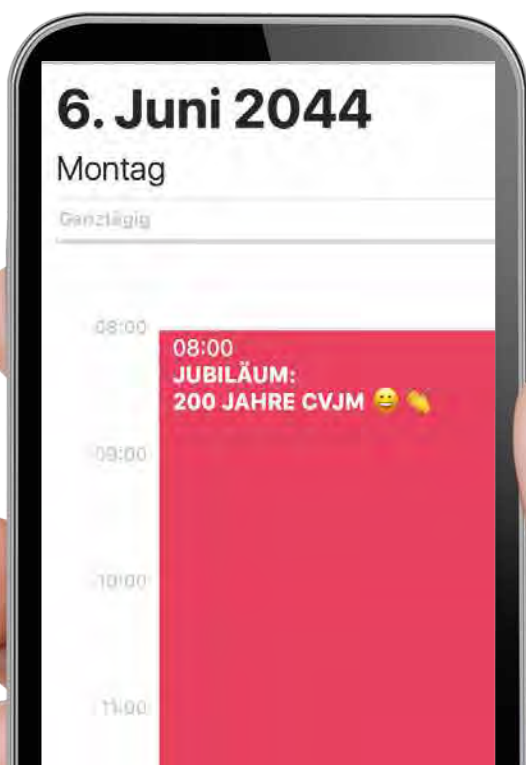 6. Juni 2044
Montag
Ganztägig
08:00
08:00
JUBILÄUM:
200 JAHRE CVJM 😀 👏
09:00
10:00
11:00